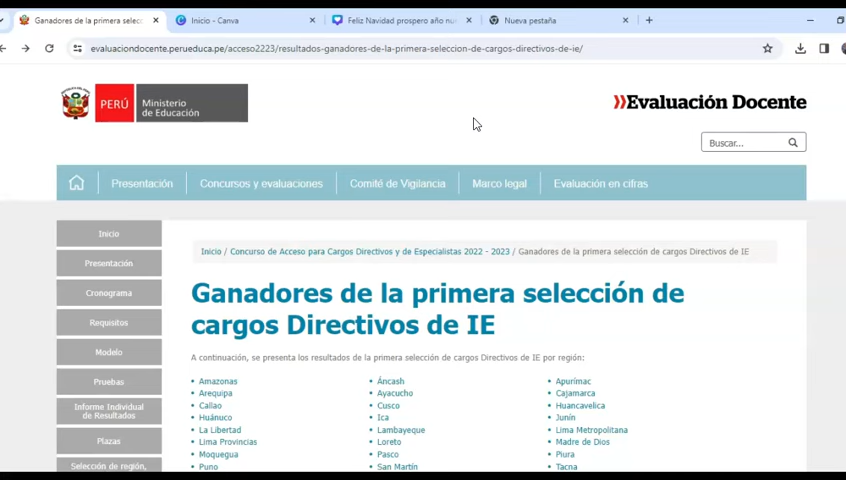 Ganadores de la primera selecc
Inicio - Canva
Feliz Navidad prospero año nu
Nueva pestaña
evaluaciondocente.perueduca.pe/acceso2223/resultados-ganadores-de-la-primera-seleccion-de-cargos-directivos-de-ie/
PERÚ
Ministerio
de Educación
Evaluación Docente
Buscar...
Presentación
Concursos y evaluaciones
Comité de Vigilancia
Marco legal
Evaluación en cifras
Inicio
Presentación
Cronograma
Requisitos
Modelo
Pruebas
Informe Individual
de Resultados
Plazas
Selección de región,
Inicio / Concurso de Acceso para Cargos Directivos y de Especialistas 2022 - 2023 / Ganadores de la primera selección de cargos Directivos de IE
Ganadores de la primera selección de
cargos Directivos de IE
A continuación, se presenta los resultados de la primera selección de cargos Directivos de IE por región:
• Amazonas • Áncash • Apurímac
• Arequipa • Ayacucho • Cajamarca
• Callao • Cusco • Huancavelica
• Huánuco • Ica • Junín
• La Libertad • Lambayeque • Lima Metropolitana
• Lima Provincias • Loreto • Madre de Dios
• Moquegua • Pasco • Piura
• Puno • San Martín • Tacna